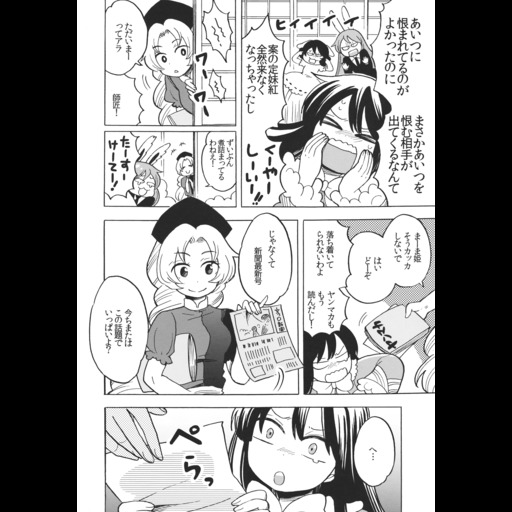 あいつに
恨まれてるのが
よかったのに
ヒィイイイ
まさかあいつを
恨む相手が
出てくるなんて
案の定妹紅
全然来なく
なっちゃったし
くーやー
しーいー!
ただいまー
ってアラ
ワーワー
師匠!
ずいぶん
煮詰まってる
わねえ!
たーすー
けーてー!!
まーま姫
そうカッカ
しないで
はい
どーぞ
落ち着いて
られないわよ
ヤンマガも
もう
読んだし!
じゃなくて
新聞最新号
今ちまたは
この話題で
いっぱいよ?
へ…
ぺらっ